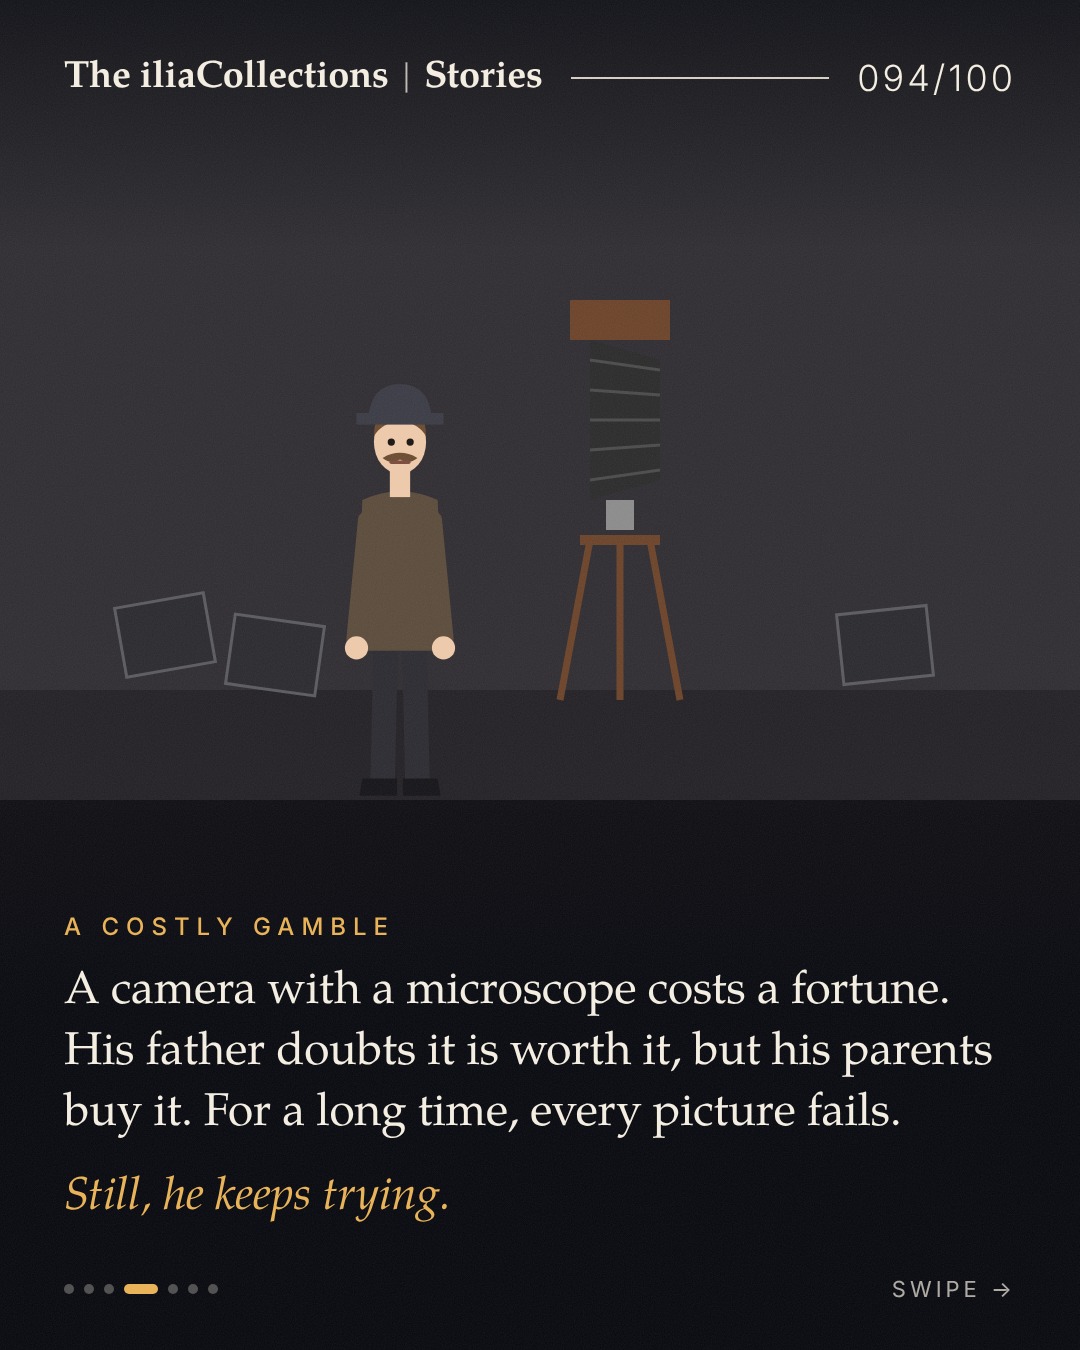 The iliaCollections | Stories
094/100
A COSTLY GAMBLE
A camera with a microscope costs a fortune.
His father doubts it is worth it, but his parents
buy it. For a long time, every picture fails.
Still, he keeps trying.
SWIPE →